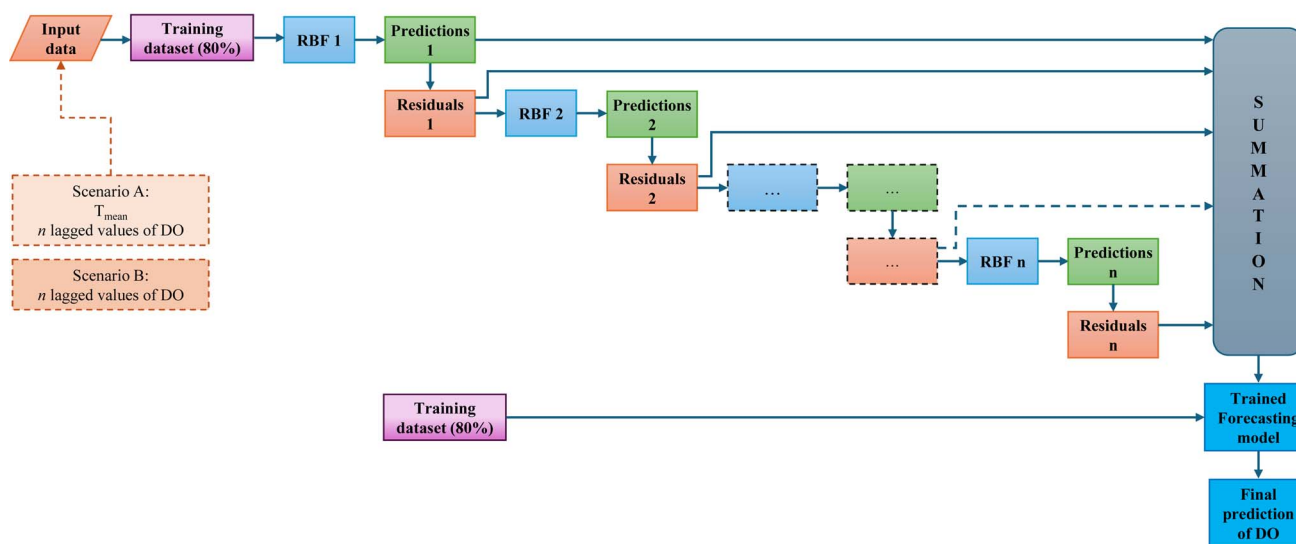 Input
data
Training
dataset (80%)
RBF 1
Predictions
1
Residuals
1
RBF 2
Predictions
2
Residuals
2
...
...
...
RBF n
Predictions
n
Residuals
n
S
U
M
M
A
T
I
O
N
Scenario A:
Tmean
n lagged values of DO
Scenario B:
n lagged values of DO
Training
dataset (80%)
Trained
Forecasting
model
Final
prediction
of DO